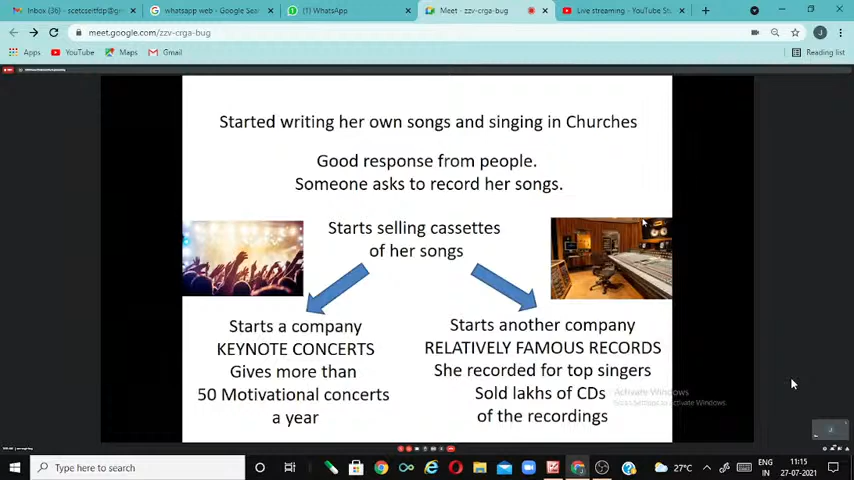 Inbox (36) - scetcseitfdp@gm
whatsapp web - Google Sea
(1) WhatsApp
Meet - zzv-crga-bug
Live streaming - YouTube St
meet.google.com/zzv-crga-bug
Apps
YouTube
Maps
Gmail
Reading list
Started writing her own songs and singing in Churches
Good response from people.
Someone asks to record her songs.
Starts selling cassettes
of her songs
Starts a company
KEYNOTE CONCERTS
Gives more than
50 Motivational concerts
a year
Starts another company
RELATIVELY FAMOUS RECORDS
She recorded for top singers
Sold lakhs of CDs
of the recordings
Activate Windows
Go to Settings to activate Windows.
Type here to search
27°C
ENG
IN
11:15
27-07-2021